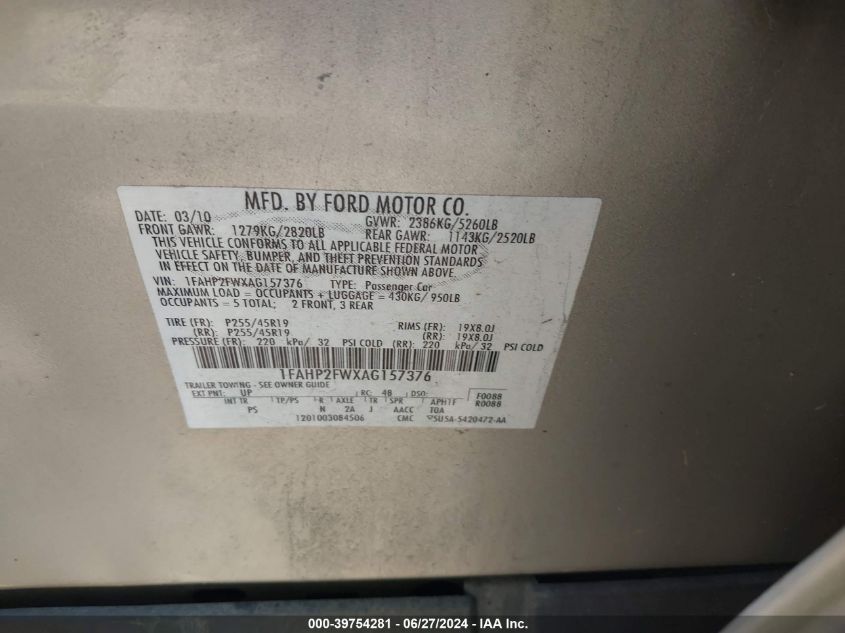 MFD. BY FORD MOTOR CO.
DATE: 03/10 GVWR: 2386KG/5260LB
FRONT GAWR: 1279KG/2820LB REAR GAWR: 1143KG/2520LB
THIS VEHICLE CONFORMS TO ALL APPLICABLE FEDERAL MOTOR
VEHICLE SAFETY, BUMPER, AND THEFT PREVENTION STANDARDS
IN EFFECT ON THE DATE OF MANUFACTURE SHOWN ABOVE.
VIN: 1FAHP2FWXAG157376 TYPE: Passenger Car
MAXIMUM LOAD = OCCUPANTS + LUGGAGE = 430KG/ 950LB
OCCUPANTS = 5 TOTAL; 2 FRONT, 3 REAR
TIRE (FR): P255/45R19 RIMS (FR): 19X8.0J
(RR): P255/45R19 (RR): 19X8.0J
PRESSURE (FR): 220 kPa/ 32 PSI COLD (RR): 220 kPa/ 32 PSI COLD
1FAHP2FWXAG157376
TRAILER TOWING - SEE OWNER GUIDE
EXT PNT: UP RC: 48 DSO: F0088
INT TR TP/PS R AXLE TR SPR APHTF R0088
PS N 2A J AACC TOA
1201003084506 CMC 5U5A-5420472-AA
000-39754281 | 06/27/2024 | IAA Inc.